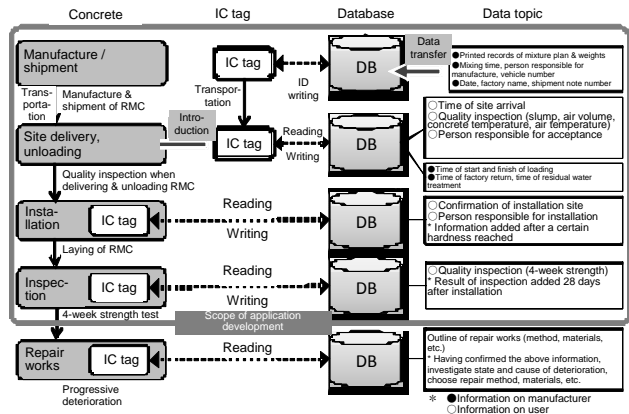 Concrete IC tag Database Data topic
Manufacture /
shipment
IC tag
ID
writing
DB
Data
transfer
●Printed records of mixture plan & weights
●Mixing time, person responsible for
manufacture, vehicle number
●Date, factory name, shipment note number
Trans-
porta-
tion
Manufacture &
shipment of RMC
Transpor-
tation
Intro-
duction
Site delivery,
unloading
IC tag
Reading
Writing
DB
○Time of site arrival
○Quality inspection (slump, air volume,
concrete temperature, air temperature)
○Person responsible for acceptance
●Time of start and finish of loading
●Time of factory return, time of residual water
treatment
Quality inspection when
delivering & unloading RMC
Insta-
llation
IC tag
Reading
Writing
DB
○Confirmation of installation site
○Person responsible for installation
* Information added after a certain
hardness reached
Laying of RMC
Inspec-
tion
IC tag
Reading
Writing
DB
○Quality inspection (4-week strength)
* Result of inspection added 28 days
after installation
4-week strength test
Scope of application
development
Repair
works
IC tag
Reading
DB
Outline of repair works (method, materials,
etc.)
* Having confirmed the above information,
investigate state and cause of deterioration,
choose repair method, materials, etc.
Progressive
deterioration
* ●Information on manufacturer
○Information on user